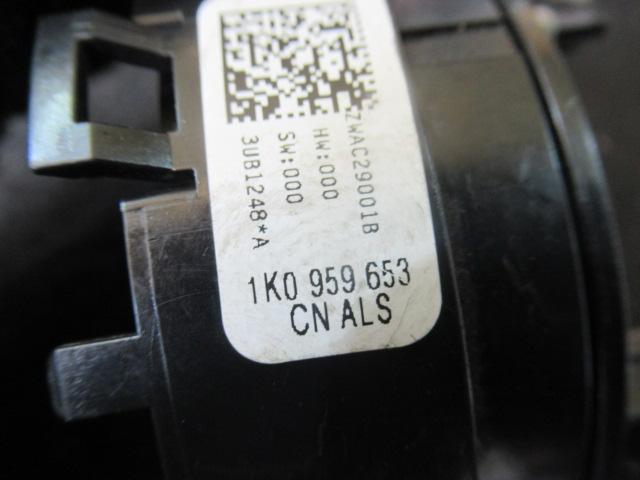 ZWAC29001B
HW:000
SW:000
3UB1248*A
1K0 959 653
CN ALS